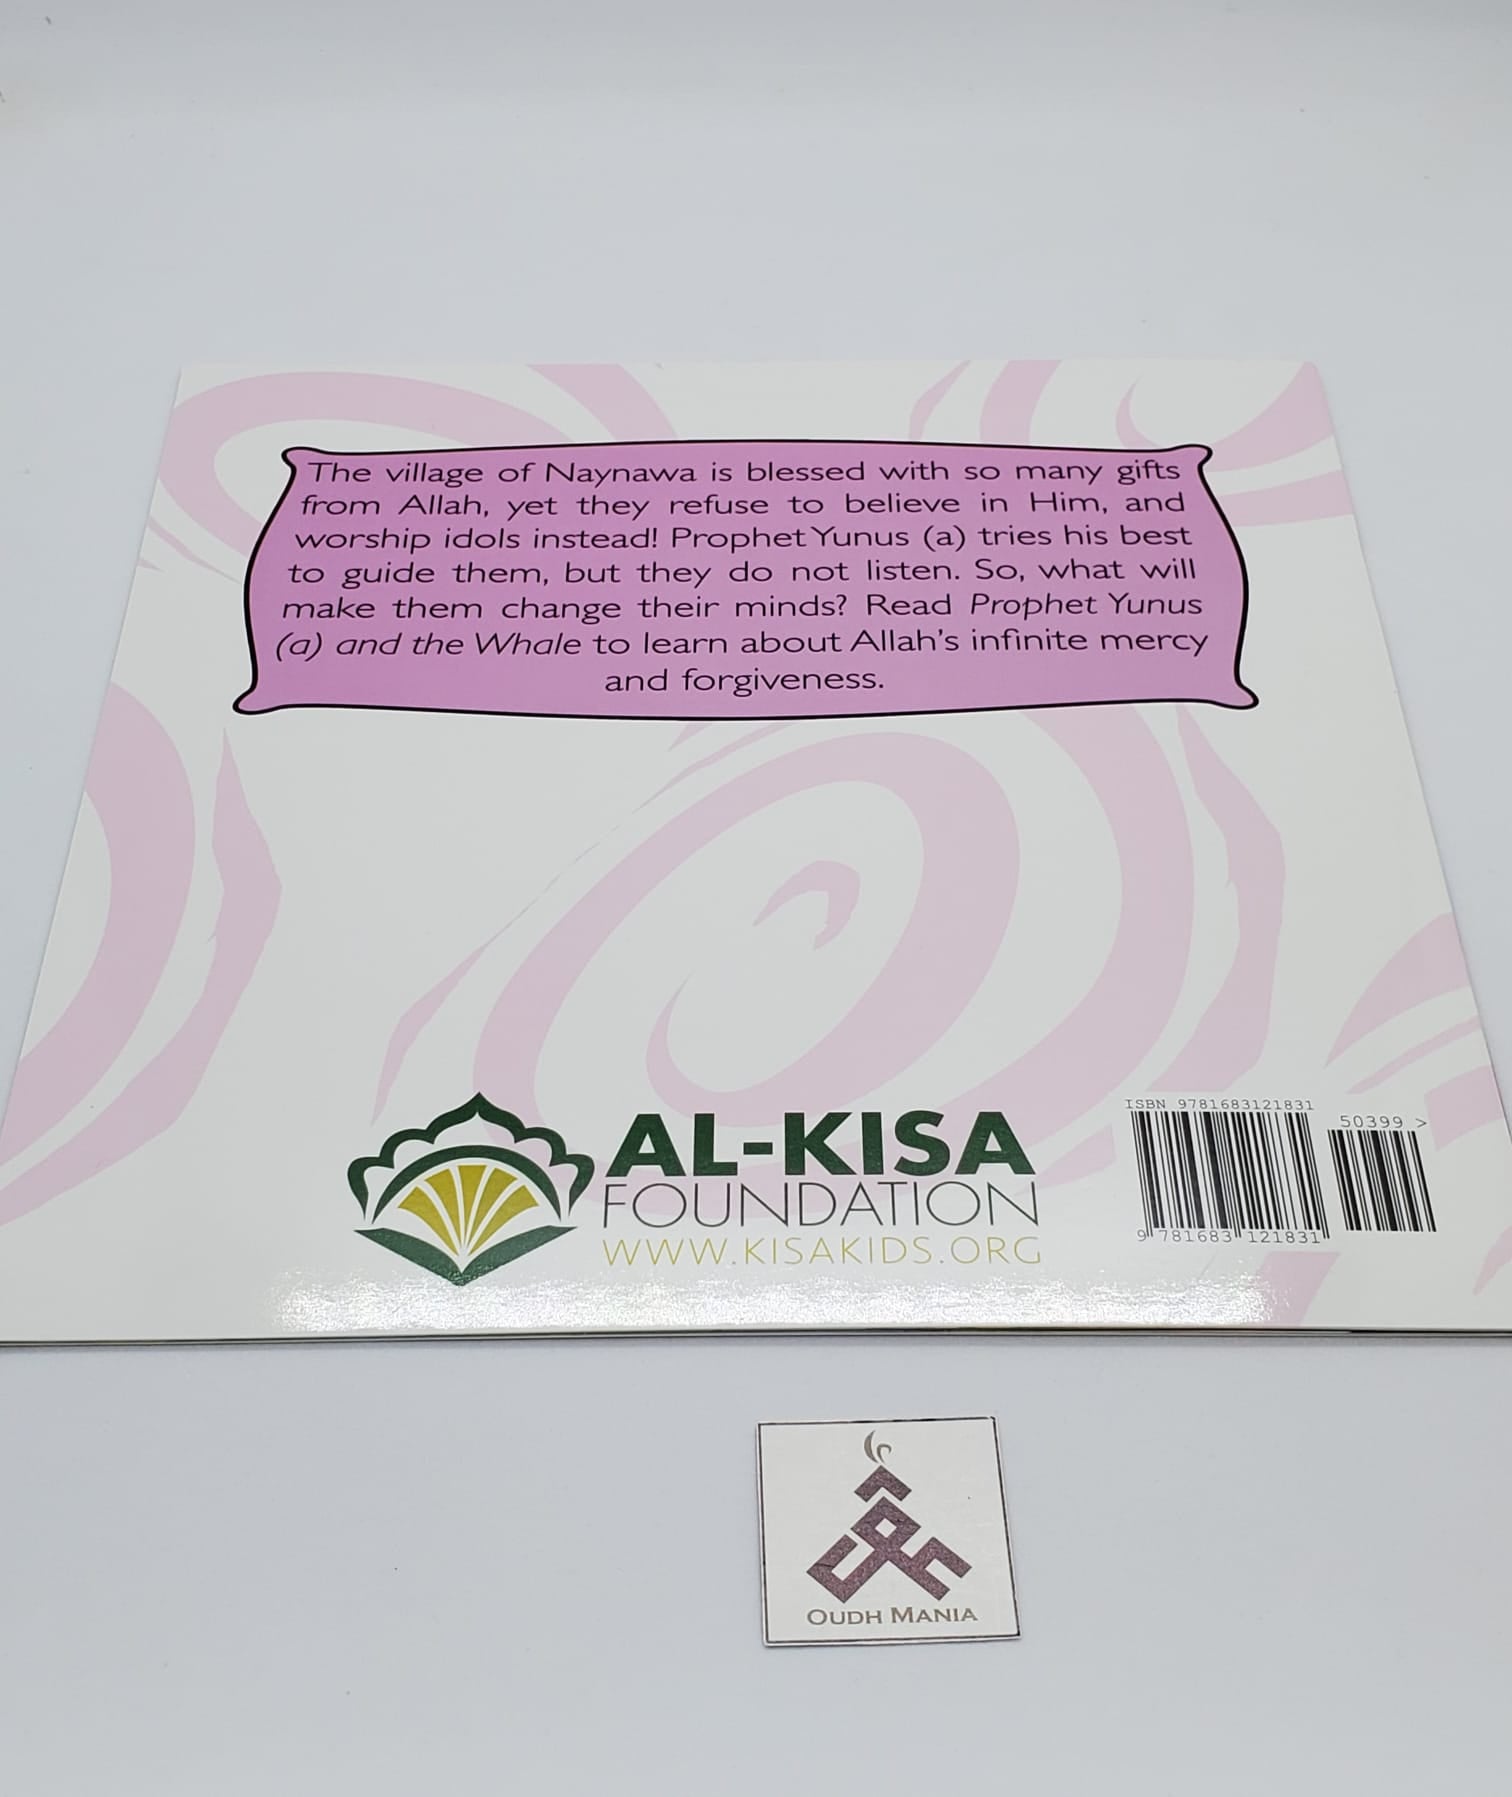 The village of Naynawa is blessed with so many gifts
from Allah, yet they refuse to believe in Him, and
worship idols instead! Prophet Yunus (a) tries his best
to guide them, but they do not listen. So, what will
make them change their minds? Read Prophet Yunus
(a) and the Whale to learn about Allah's infinite mercy
and forgiveness.
AL-KISA
FOUNDATION
WWW.KISAKIDS.ORG
ISBN 9781683121831
50399 >
9 781683 121831
OUDH MANIA